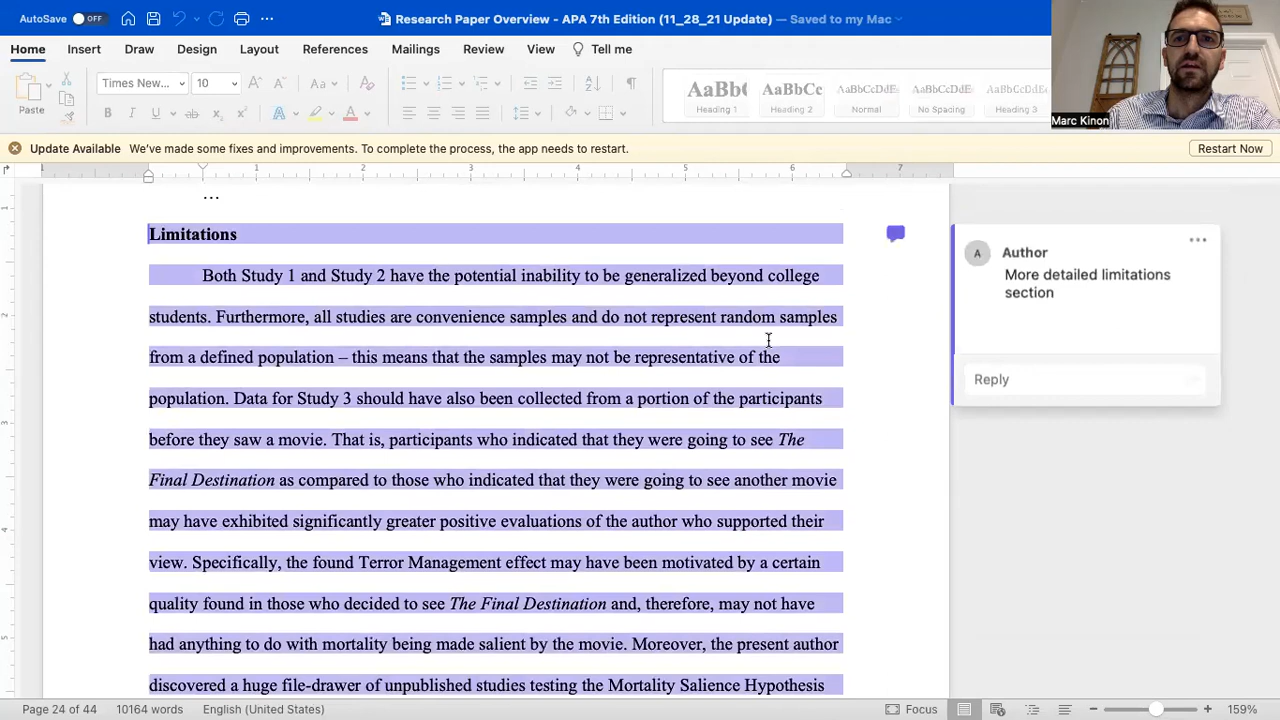 AutoSave OFF
Research Paper Overview - APA 7th Edition (11_28_21 Update) — Saved to my Mac
Home Insert Draw Design Layout References Mailings Review View Tell me
Paste
Times New... 10
AaBbC AaBbCc AaBbCcDdE AaBbCcDdE AaBbCcDdE
Heading 1 Heading 2 Normal No Spacing Heading 3
Marc Kinon
Update Available We've made some fixes and improvements. To complete the process, the app needs to restart. Restart Now
1 1 2 3 4 5 6 7
…
Limitations
Both Study 1 and Study 2 have the potential inability to be generalized beyond college
students. Furthermore, all studies are convenience samples and do not represent random samples
from a defined population – this means that the samples may not be representative of the
population. Data for Study 3 should have also been collected from a portion of the participants
before they saw a movie. That is, participants who indicated that they were going to see The
Final Destination as compared to those who indicated that they were going to see another movie
may have exhibited significantly greater positive evaluations of the author who supported their
view. Specifically, the found Terror Management effect may have been motivated by a certain
quality found in those who decided to see The Final Destination and, therefore, may not have
had anything to do with mortality being made salient by the movie. Moreover, the present author
discovered a huge file-drawer of unpublished studies testing the Mortality Salience Hypothesis
A Author
More detailed limitations
section
Reply
Page 24 of 44 10164 words English (United States) Focus 159%